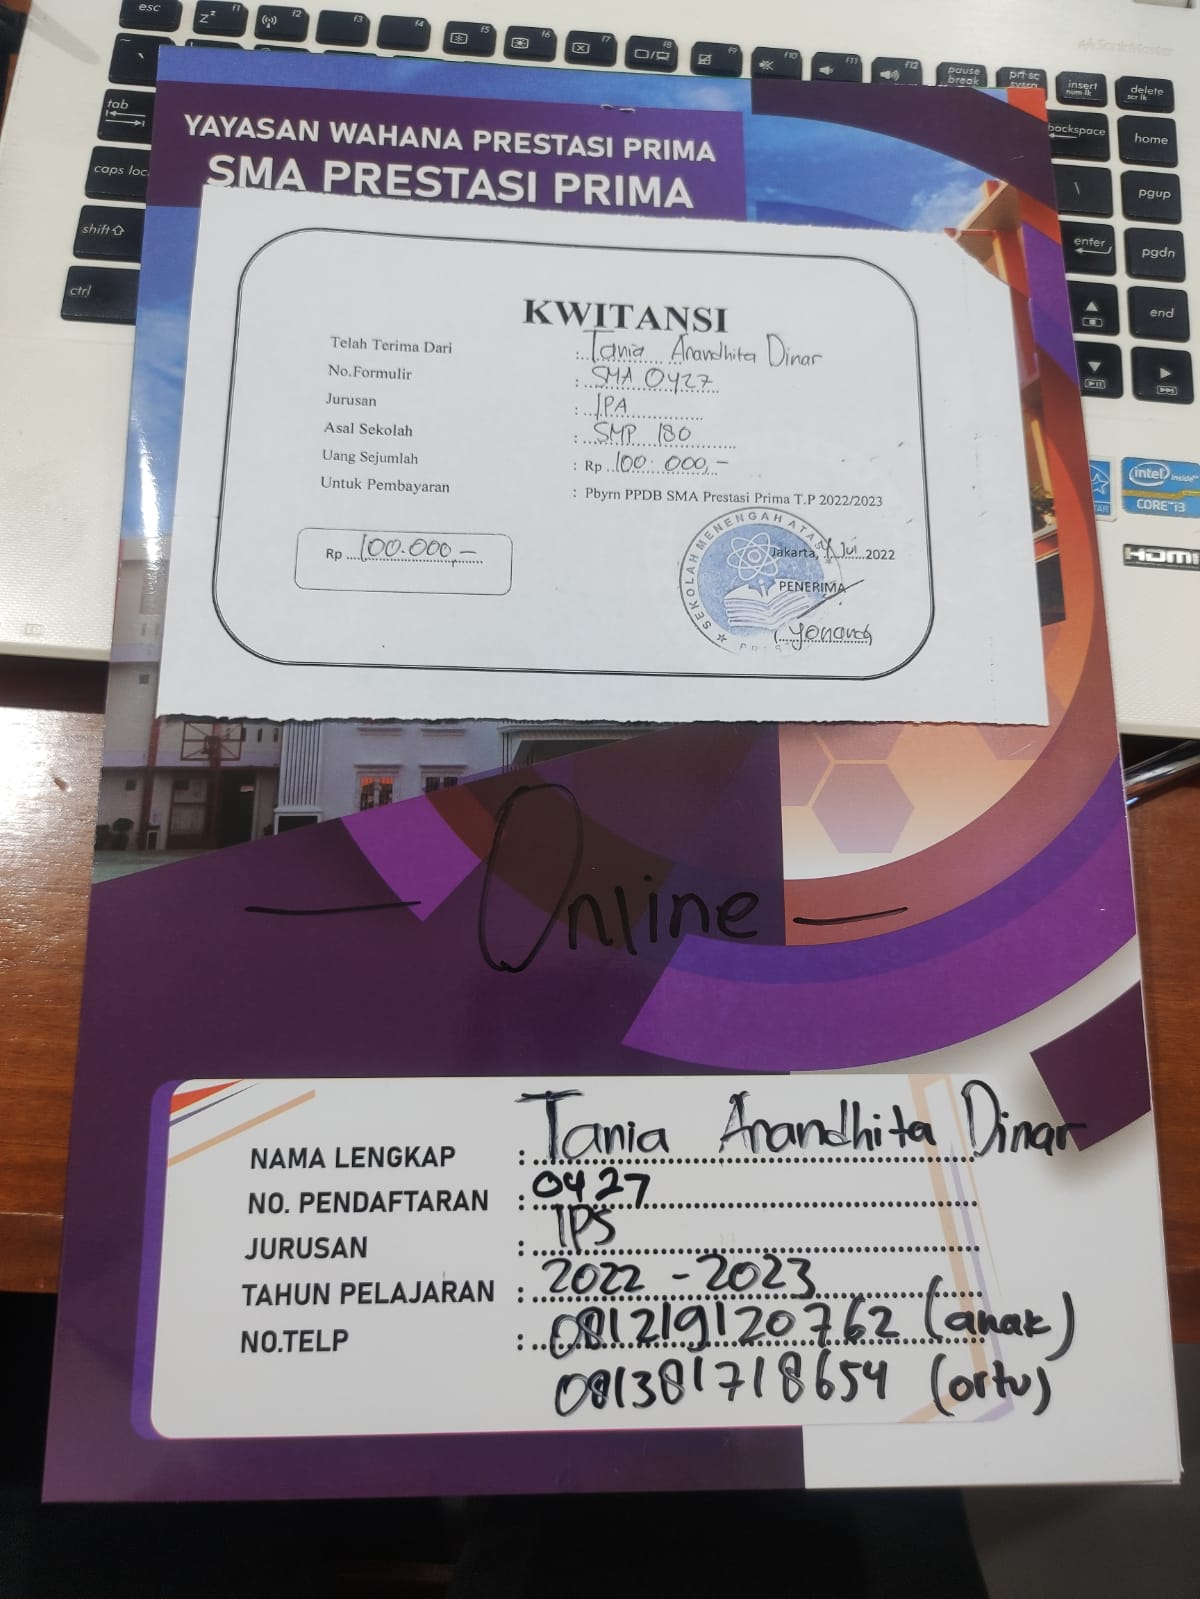 YAYASAN WAHANA PRESTASI PRIMA
SMA PRESTASI PRIMA
KWITANSI
Telah Terima Dari : Tania Anandhita Dinar
No.Formulir : SMA 0427
Jurusan : IPA
Asal Sekolah : SMP 180
Uang Sejumlah : Rp 100.000,-
Untuk Pembayaran : Pbyrn PPDB SMA Prestasi Prima T.P 2022/2023
Rp 100.000,-
SEKOLAH MENENGAH ATAS
Jakarta, Jui 2022
PENERIMA
— Online —
NAMA LENGKAP : Tania Anandhita Dinar
NO. PENDAFTARAN : 0427
JURUSAN : IPS
TAHUN PELAJARAN : 2022 - 2023
NO.TELP : 081219120762 (anak)
081381718654 (ortu)
esc
f1 f2 f3 f4 f5 f6 f7 f8 f9 f10 f11 f12
pause break
prt sc sysrq
insert num lk
delete scr lk
tab
backspace
home
caps loc
\
pgup
shift
enter
pgdn
ctrl
end
intel inside
CORE i3
HDMI